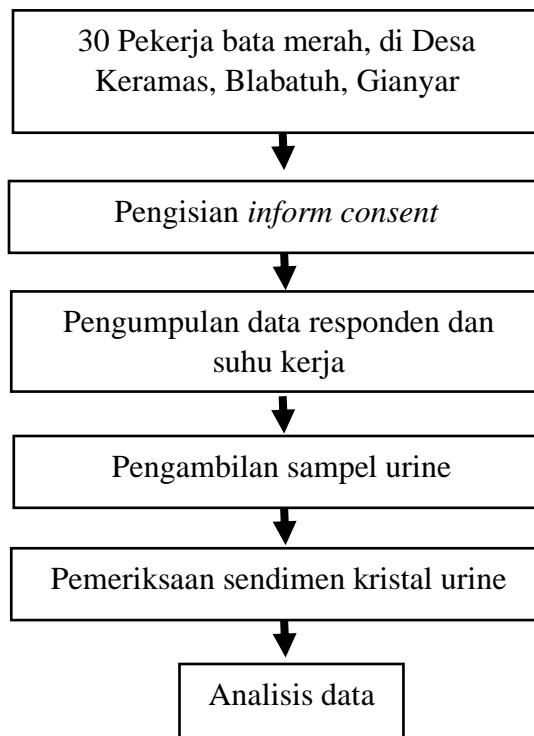 30 Pekerja bata merah, di Desa
Keramas, Blabatuh, Gianyar
Pengisian inform consent
Pengumpulan data responden dan
suhu kerja
Pengambilan sampel urine
Pemeriksaan sendimen kristal urine
Analisis data